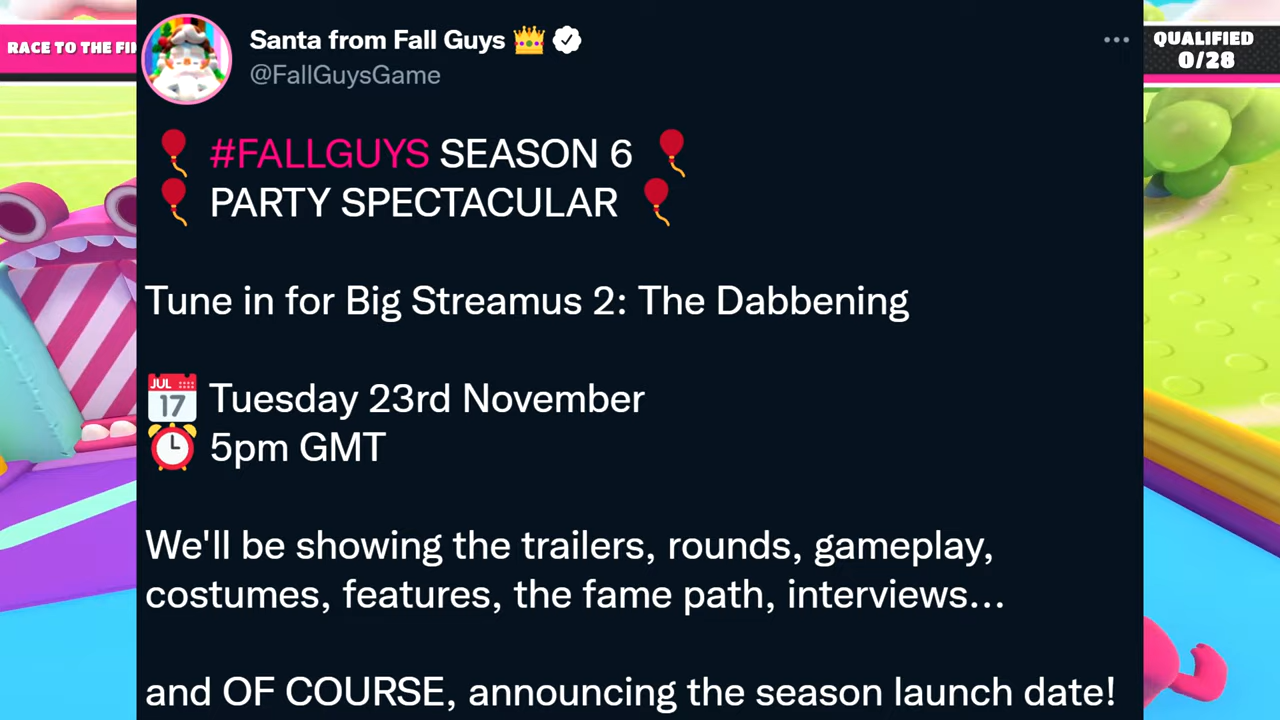 RACE TO THE FI
Santa from Fall Guys 👑
@FallGuysGame
QUALIFIED
0/28
🎈 #FALLGUYS SEASON 6 🎈
🎈 PARTY SPECTACULAR 🎈
Tune in for Big Streamus 2: The Dabbening
JUL
17
Tuesday 23rd November
⏰ 5pm GMT
We'll be showing the trailers, rounds, gameplay,
costumes, features, the fame path, interviews...
and OF COURSE, announcing the season launch date!